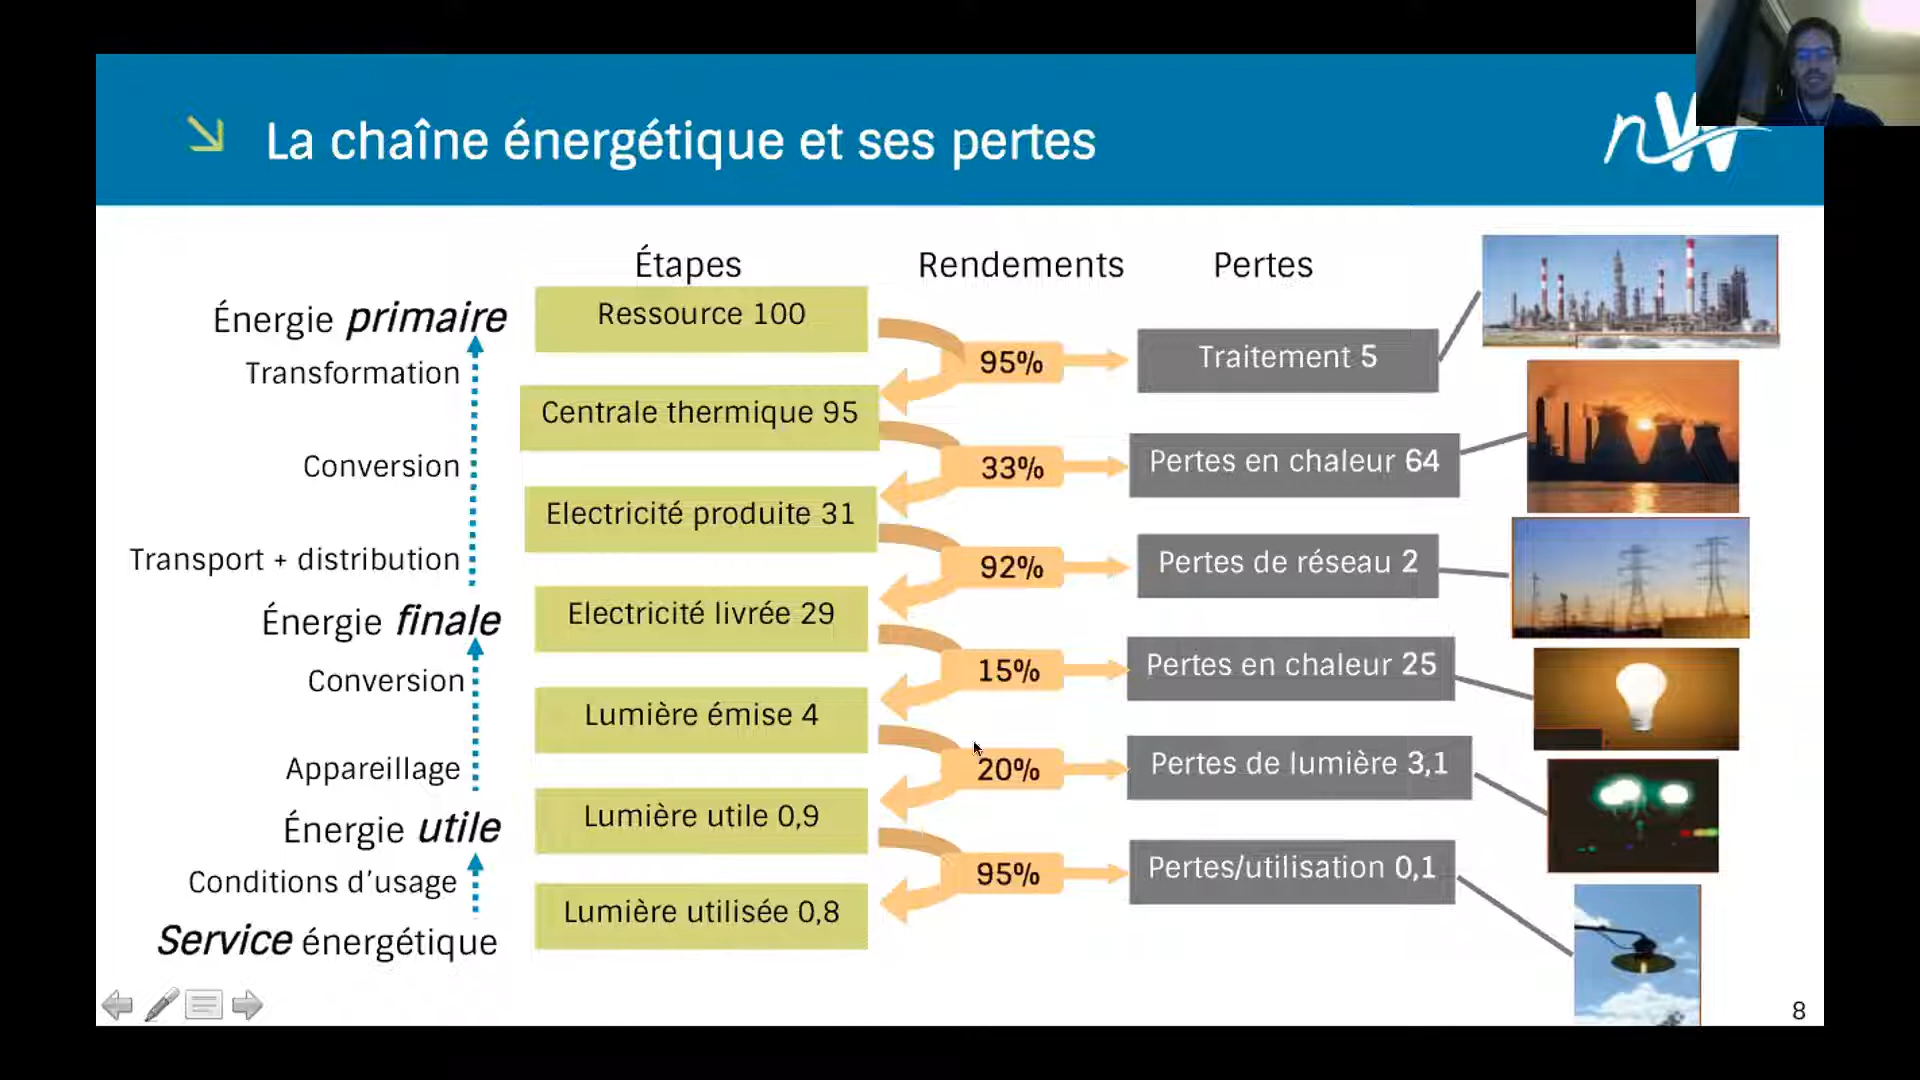 La chaîne énergétique et ses pertes
nW
Étapes
Rendements
Pertes
Énergie primaire
Ressource 100
95%
Traitement 5
Transformation
Centrale thermique 95
33%
Pertes en chaleur 64
Conversion
Electricité produite 31
92%
Pertes de réseau 2
Transport + distribution
Énergie finale
Electricité livrée 29
15%
Pertes en chaleur 25
Conversion
Lumière émise 4
20%
Pertes de lumière 3,1
Appareillage
Énergie utile
Lumière utile 0,9
95%
Pertes/utilisation 0,1
Conditions d’usage
Lumière utilisée 0,8
Service énergétique
8